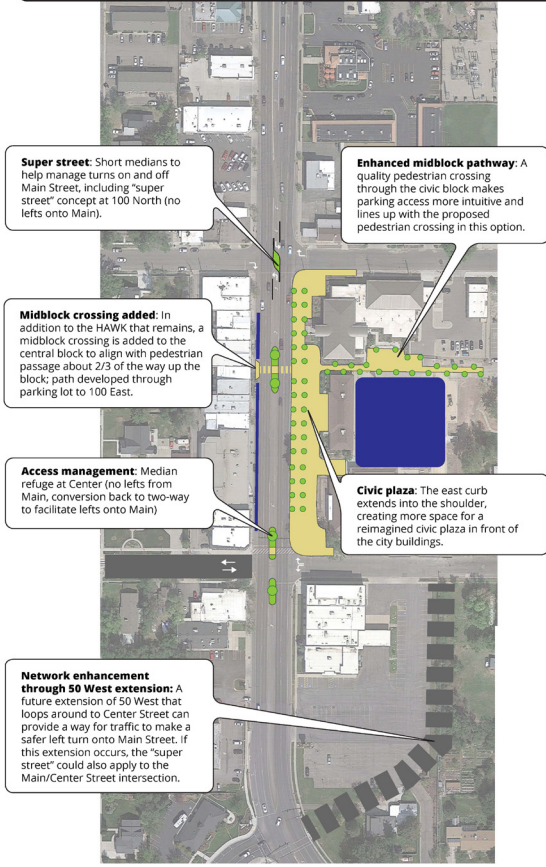 Super street: Short medians to
help manage turns on and off
Main Street, including “super
street” concept at 100 North (no
lefts onto Main).
Enhanced midblock pathway: A
quality pedestrian crossing
through the civic block makes
parking access more intuitive and
lines up with the proposed
pedestrian crossing in this option.
Midblock crossing added: In
addition to the HAWK that remains, a
midblock crossing is added to the
central block to align with pedestrian
passage about 2/3 of the way up the
block; path developed through
parking lot to 100 East.
Access management: Median
refuge at Center (no lefts from
Main, conversion back to two-way
to facilitate lefts onto Main)
Civic plaza: The east curb
extends into the shoulder,
creating more space for a
reimagined civic plaza in front of
the city buildings.
Network enhancement
through 50 West extension: A
future extension of 50 West that
loops around to Center Street can
provide a way for traffic to make a
safer left turn onto Main Street. If
this extension occurs, the “super
street” could also apply to the
Main/Center Street intersection.